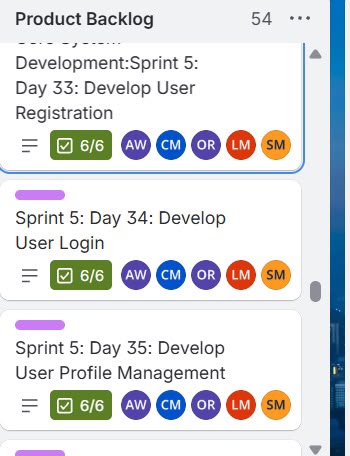 Product Backlog 54
Core System
Development:Sprint 5:
Day 33: Develop User
Registration
6/6 AW CM OR LM SM
Sprint 5: Day 34: Develop
User Login
6/6 AW CM OR LM SM
Sprint 5: Day 35: Develop
User Profile Management
6/6 AW CM OR LM SM